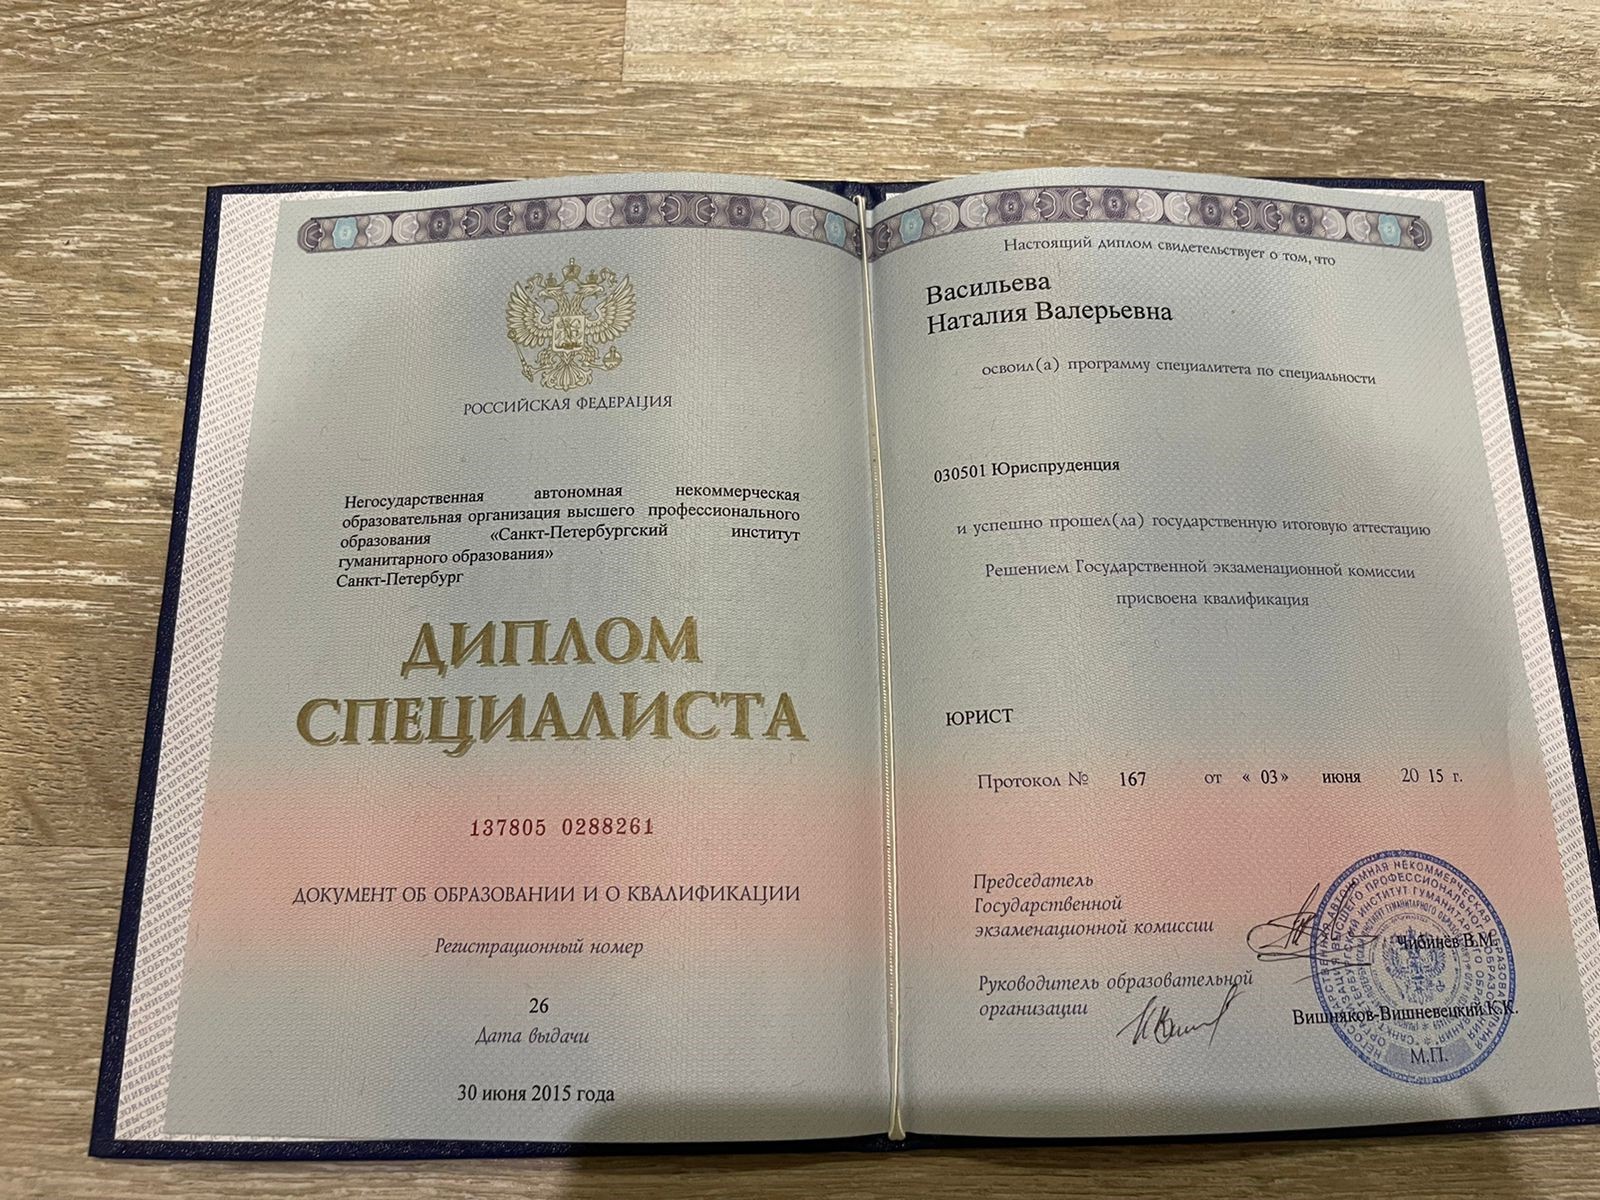 РОССИЙСКАЯ ФЕДЕРАЦИЯ
Негосударственная автономная некоммерческая
образовательная организация высшего профессионального
образования «Санкт-Петербургский институт
гуманитарного образования»
Санкт-Петербург
ДИПЛОМ
СПЕЦИАЛИСТА
137805 0288261
ДОКУМЕНТ ОБ ОБРАЗОВАНИИ И О КВАЛИФИКАЦИИ
Регистрационный номер
26
Дата выдачи
30 июня 2015 года
Настоящий диплом свидетельствует о том, что
Васильева
Наталия Валерьевна
освоил(а) программу специалитета по специальности
030501 Юриспруденция
и успешно прошел(ла) государственную итоговую аттестацию
Решением Государственной экзаменационной комиссии
присвоена квалификация
ЮРИСТ
Протокол № 167 от « 03 » июня 20 15 г.
Председатель
Государственной
экзаменационной комиссии
Чибинёв В.М.
Руководитель образовательной
организации
Вишняков-Вишневецкий К.К.
М.П.